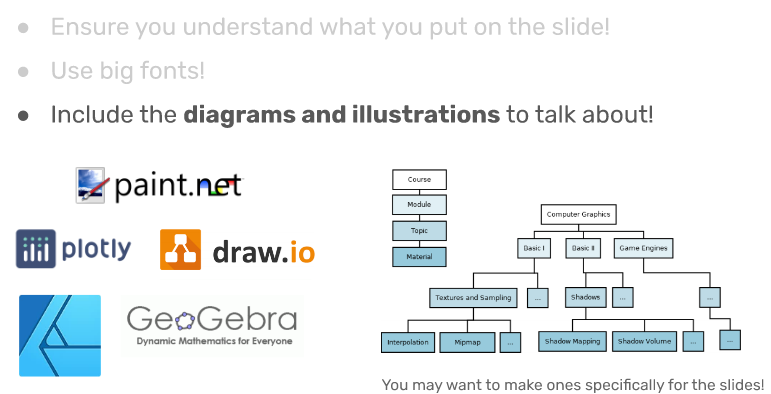 Ensure you understand what you put on the slide!
Use big fonts!
Include the diagrams and illustrations to talk about!
paint.net
plotly
draw.io
GeoGebra
Dynamic Mathematics for Everyone
Course
Module
Topic
Material
Computer Graphics
Basic I
Basic II
Game Engines
Textures and Sampling
...
Shadows
...
...
Interpolation
Mipmap
...
Shadow Mapping
Shadow Volume
...
...
You may want to make ones specifically for the slides!